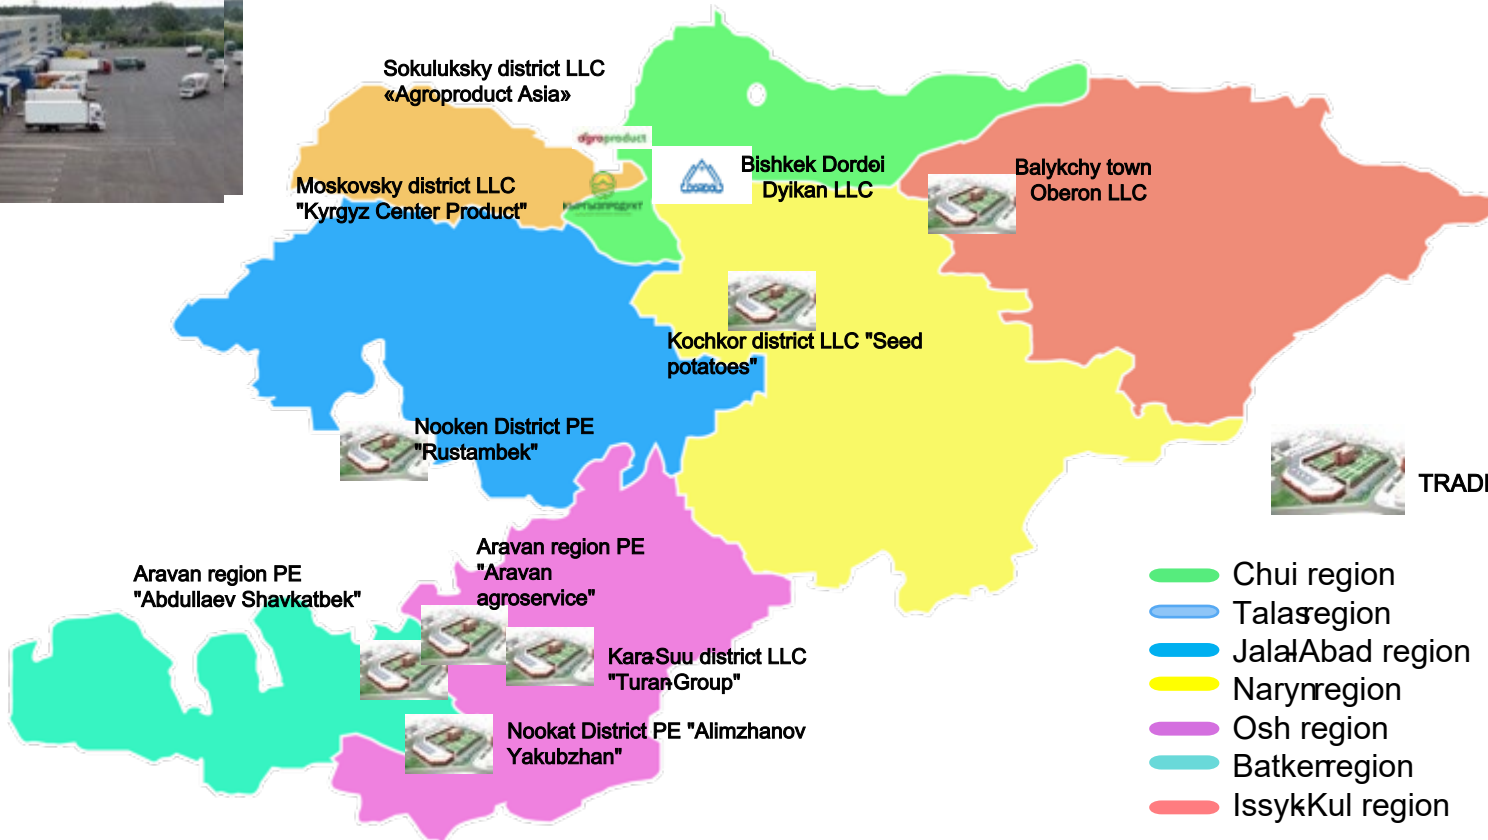 Sokuluksky district LLC
«Agroproduct Asia»
agroproduct
Moskovsky district LLC
"Kyrgyz Center Product"
DORDOI
Bishkek Dordoi
Dyikan LLC
Balykchy town
Oberon LLC
Kochkor district LLC "Seed
potatoes"
Nooken District PE
"Rustambek"
TRADI
Aravan region PE
"Aravan
agroservice"
Aravan region PE
"Abdullaev Shavkatbek"
Kara-Suu district LLC
"Turan-Group"
Nookat District PE "Alimzhanov
Yakubzhan"
Chui region
Talas region
Jalal-Abad region
Naryn region
Osh region
Batken region
Issyk-Kul region